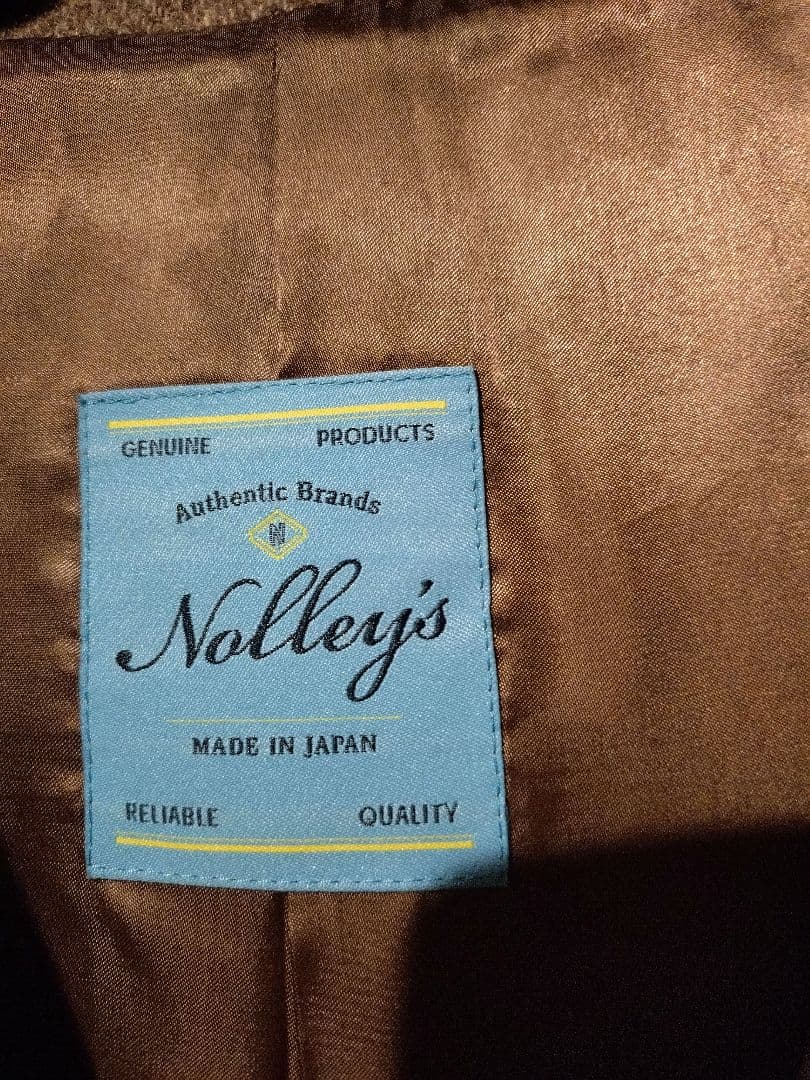 GENUINE PRODUCTS
Authentic Brands
N
Nolley's
MADE IN JAPAN
RELIABLE QUALITY